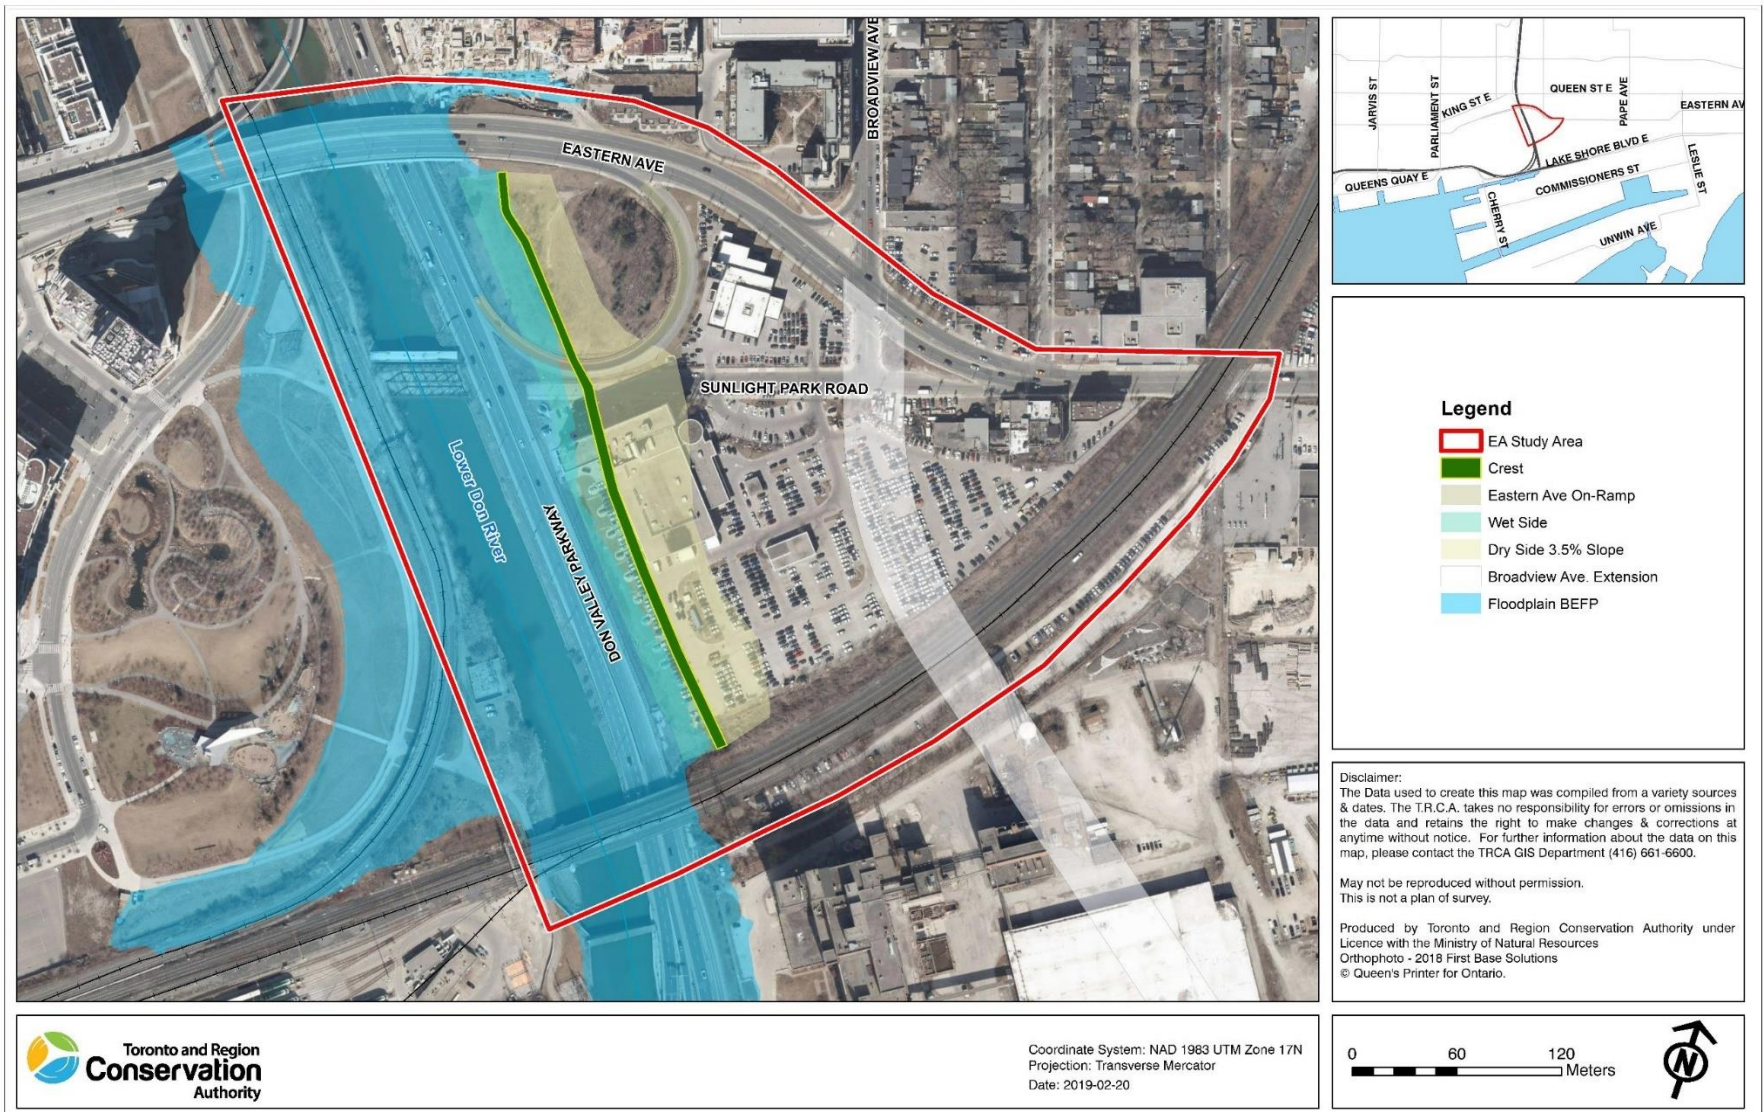 BROADVIEW AVE
EASTERN AVE
SUNLIGHT PARK ROAD
Lower Don River
DON VALLEY PARKWAY
JARVIS ST
PARLIAMENT ST
KING ST E
QUEEN ST E
PAPE AVE
EASTERN AV
LAKE SHORE BLVD E
LESLIE ST
QUEENS QUAY E
COMMISSIONERS ST
CHERRY ST
UNWIN AVE
Legend
EA Study Area
Crest
Eastern Ave On-Ramp
Wet Side
Dry Side 3.5% Slope
Broadview Ave. Extension
Floodplain BEFP
Disclaimer:
The Data used to create this map was compiled from a variety sources
& dates. The T.R.C.A. takes no responsibility for errors or omissions in
the data and retains the right to make changes & corrections at
anytime without notice. For further information about the data on this
map, please contact the TRCA GIS Department (416) 661-6600.
May not be reproduced without permission.
This is not a plan of survey.
Produced by Toronto and Region Conservation Authority under
Licence with the Ministry of Natural Resources
Orthophoto - 2018 First Base Solutions
© Queen's Printer for Ontario.
Toronto and Region
Conservation
Authority
Coordinate System: NAD 1983 UTM Zone 17N
Projection: Transverse Mercator
Date: 2019-02-20
0 60 120
Meters
N